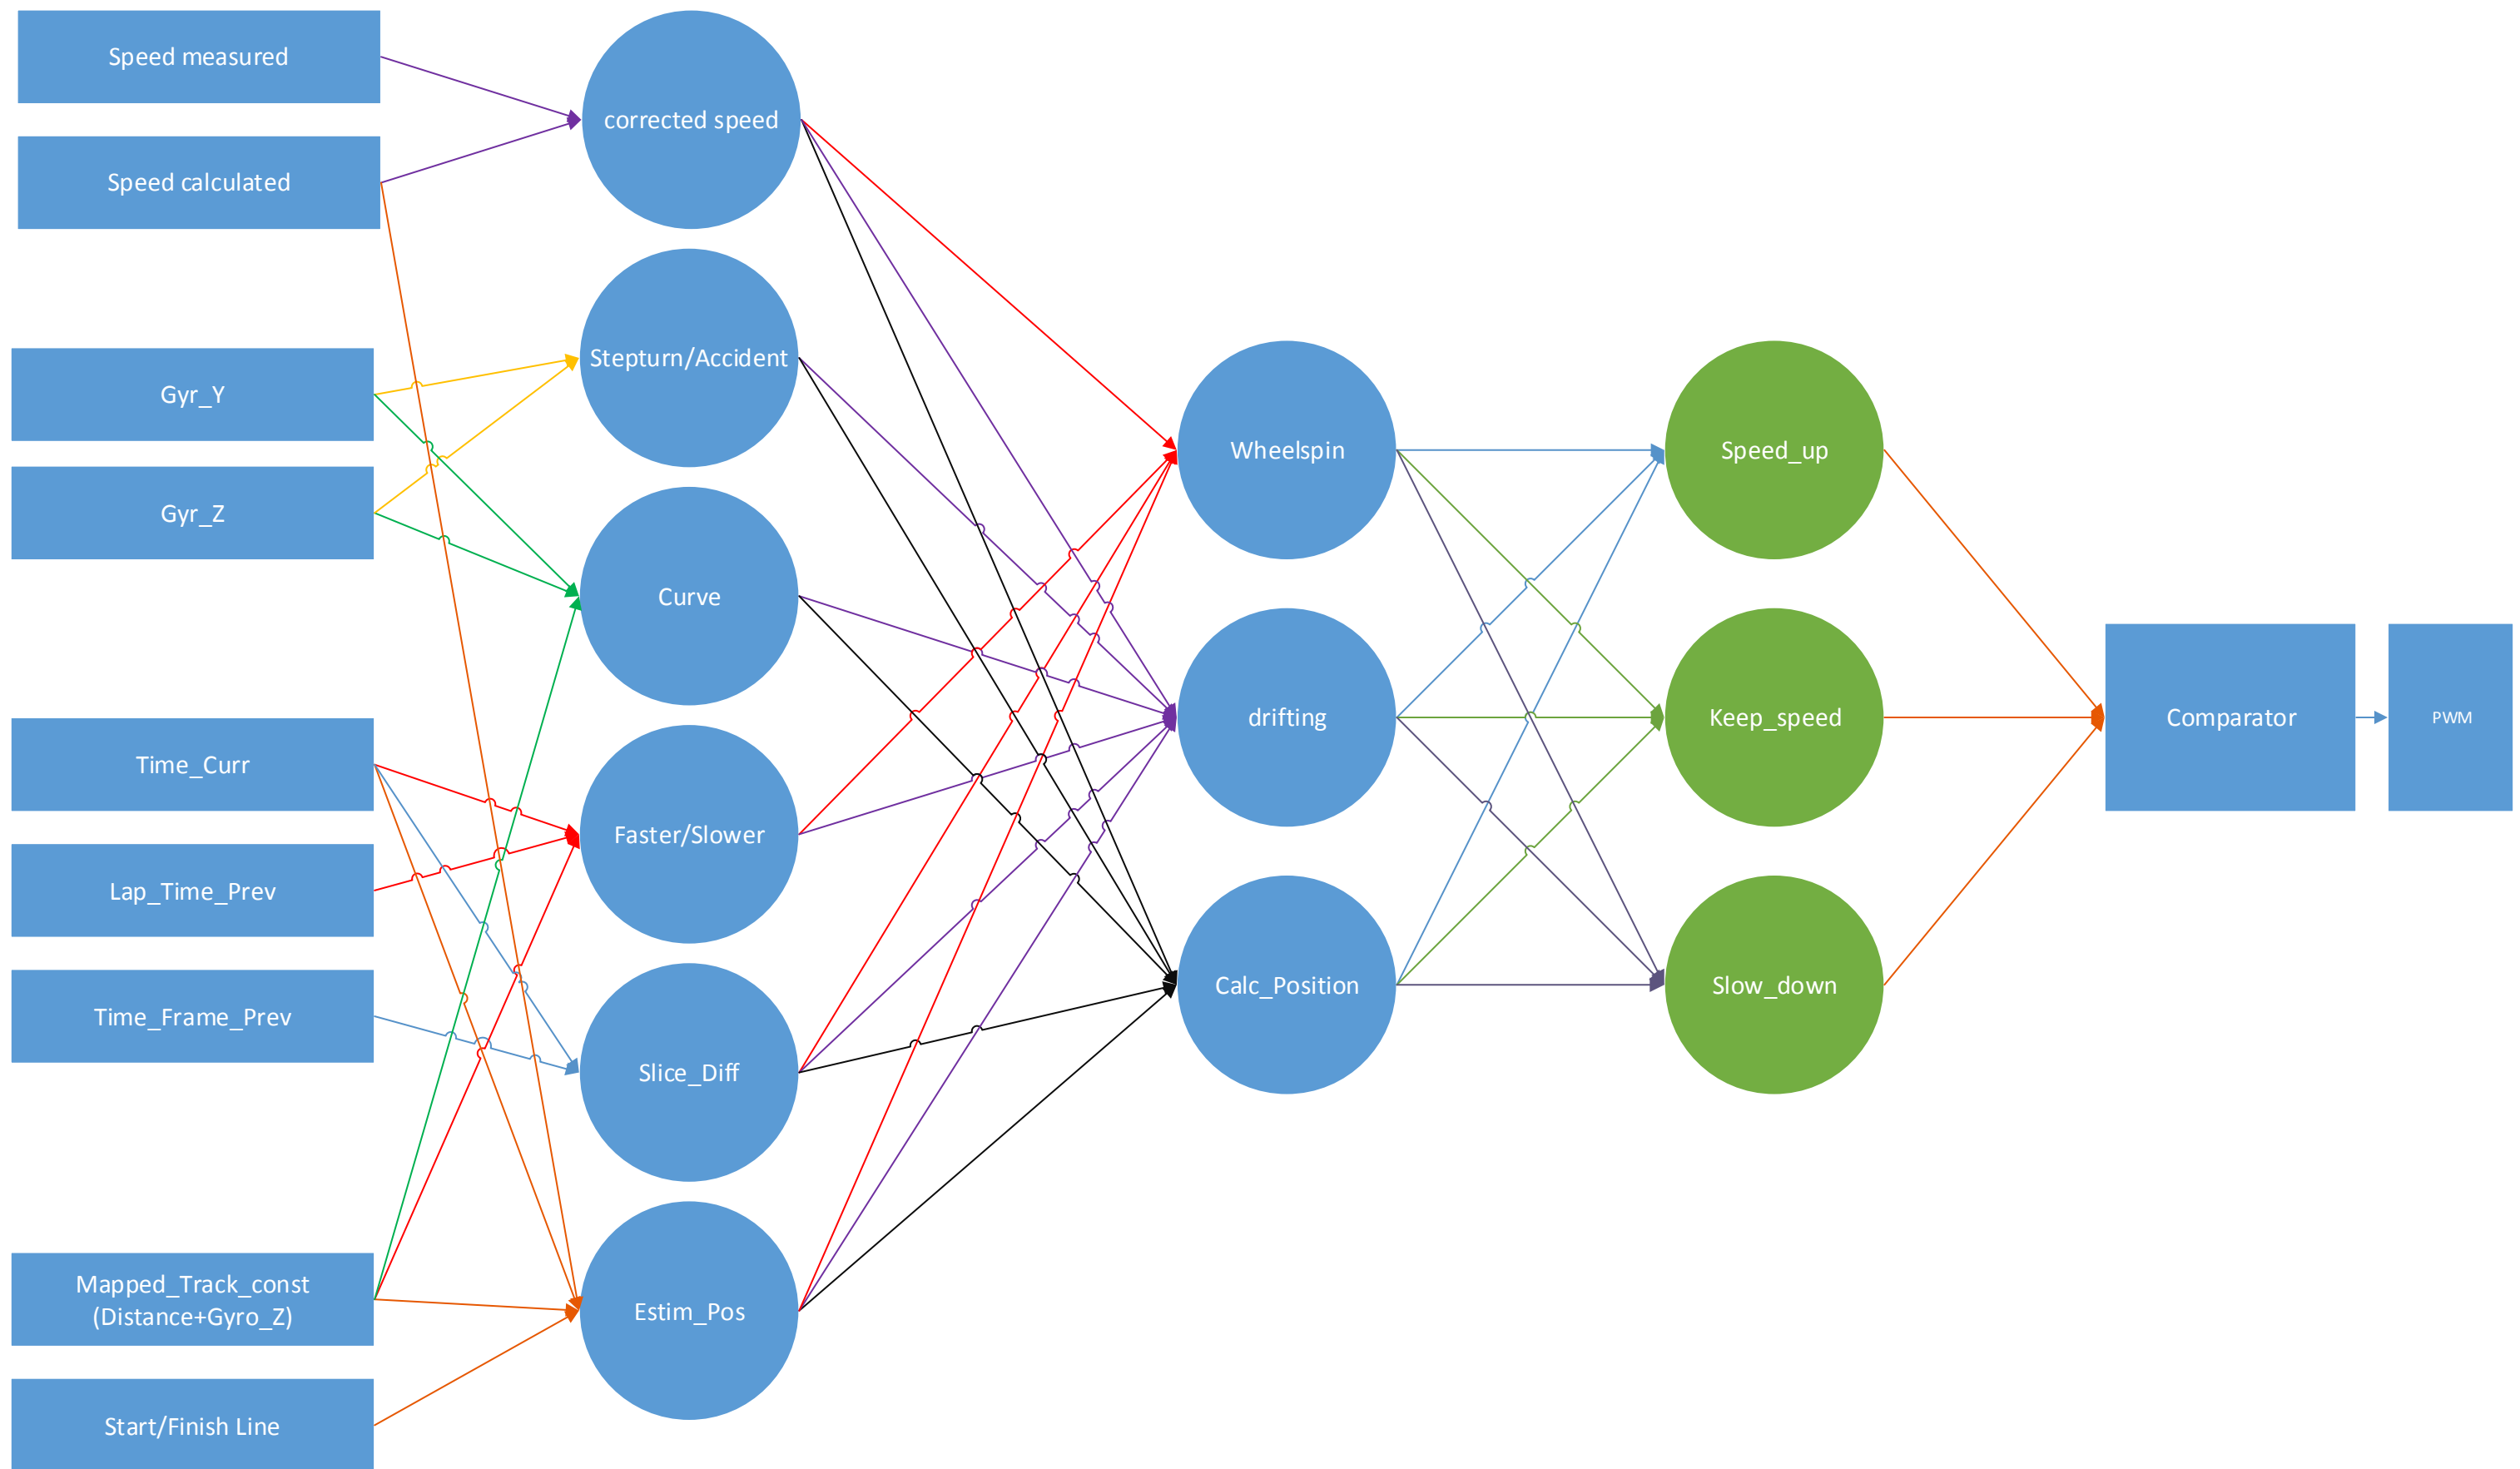 Speed measured
Speed calculated
Gyr_Y
Gyr_Z
Time_Curr
Lap_Time_Prev
Time_Frame_Prev
Mapped_Track_const
(Distance+Gyro_Z)
Start/Finish Line
corrected speed
Stepturn/Accident
Curve
Faster/Slower
Slice_Diff
Estim_Pos
Wheelspin
drifting
Calc_Position
Speed_up
Keep_speed
Slow_down
Comparator
PWM